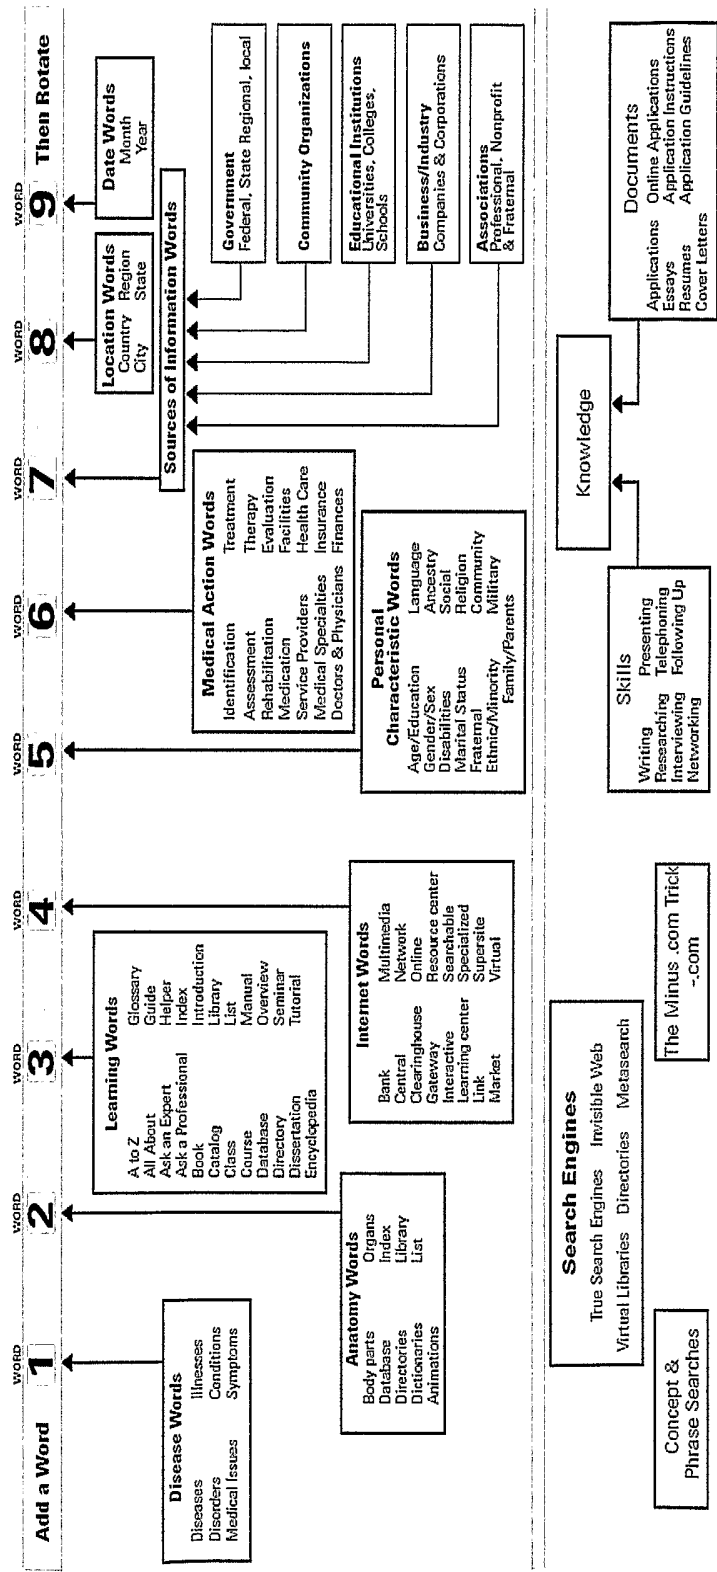 Add a Word
WORD WORD WORD WORD WORD WORD WORD WORD WORD
1 2 3 4 5 6 7 8 9
Then Rotate
Disease Words
Diseases Illnesses
Disorders Conditions
Medical Issues Symptoms
Anatomy Words
Body parts Organs
Database Index
Directories Library
Dictionaries List
Animations
Learning Words
A to Z Glossary
All About Guide
Ask an Expert Helper
Ask a Professional Index
Book Introduction
Catalog Library
Class List
Course Manual
Database Overview
Directory Seminar
Dissertation Tutorial
Encyclopedia
Internet Words
Bank Multimedia
Central Network
Clearinghouse Online
Gateway Resource center
Interactive Searchable
Learning center Specialized
Link Supersite
Market Virtual
Personal
Characteristic Words
Age/Education Language
Gender/Sex Ancestry
Disabilities Social
Marital Status Religion
Fraternal Community
Ethnic/Minority Military
Family/Parents
Medical Action Words
Identification Treatment
Assessment Therapy
Rehabilitation Evaluation
Medication Facilities
Service Providers Health Care
Medical Specialties Insurance
Doctors & Physicians Finances
Sources of Information Words
Location Words
Country Region
City State
Date Words
Month
Year
Government
Federal, State Regional, local
Community Organizations
Educational Institutions
Universities, Colleges,
Schools
Business/Industry
Companies & Corporations
Associations
Professional, Nonprofit
& Fraternal
Search Engines
True Search Engines Invisible Web
Virtual Libraries Directories Metasearch
Concept &
Phrase Searches
The Minus .com Trick
-.com
Skills
Writing Presenting
Researching Telephoning
Interviewing Following Up
Networking
Knowledge
Documents
Applications Online Applications
Essays Application Instructions
Resumes Application Guidelines
Cover Letters